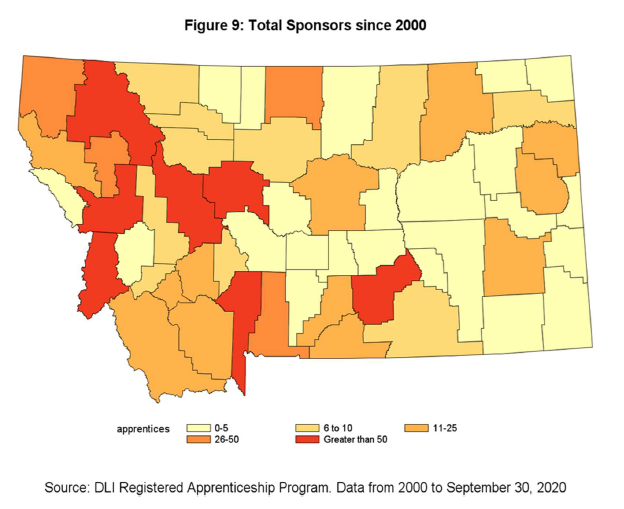 Figure 9: Total Sponsors since 2000
apprentices 0-5 6 to 10 11-25
26-50 Greater than 50
Source: DLI Registered Apprenticeship Program. Data from 2000 to September 30, 2020